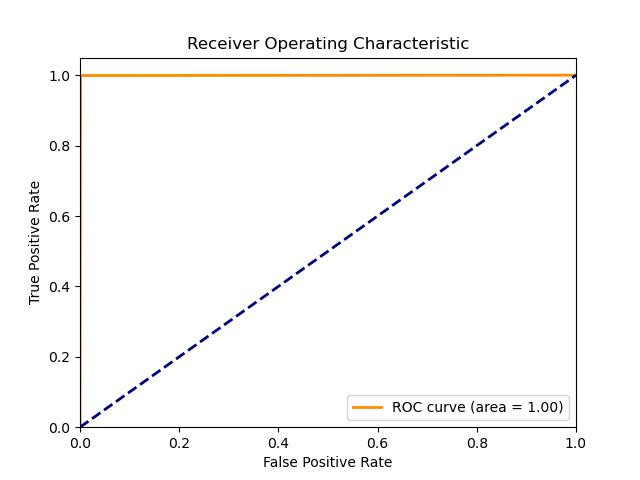 Receiver Operating Characteristic
1.0
0.8
0.6
0.4
0.2
0.0
True Positive Rate
ROC curve (area = 1.00)
0.0 0.2 0.4 0.6 0.8 1.0
False Positive Rate